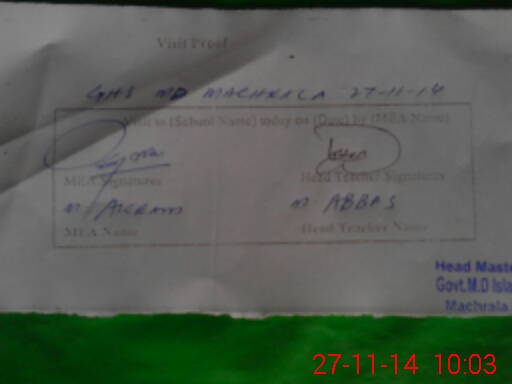 Visit Proof
GHS MD MACHRALA 27-11-14
Visit to (School Name) today on (Date) by (MEA Name)
MEA Signatures Head Teacher Signatures
M. AKRAM M. ABBAS
MEA Name Head Teacher Name
Head Maste
Govt.M.D Isla
Machrala
27-11-14 10:03